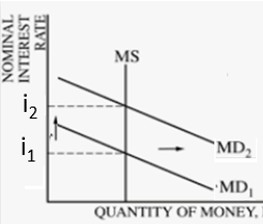 NOMINAL
INTEREST
RATE
MS
i2
i1
MD2
MD1
QUANTITY OF MONEY,